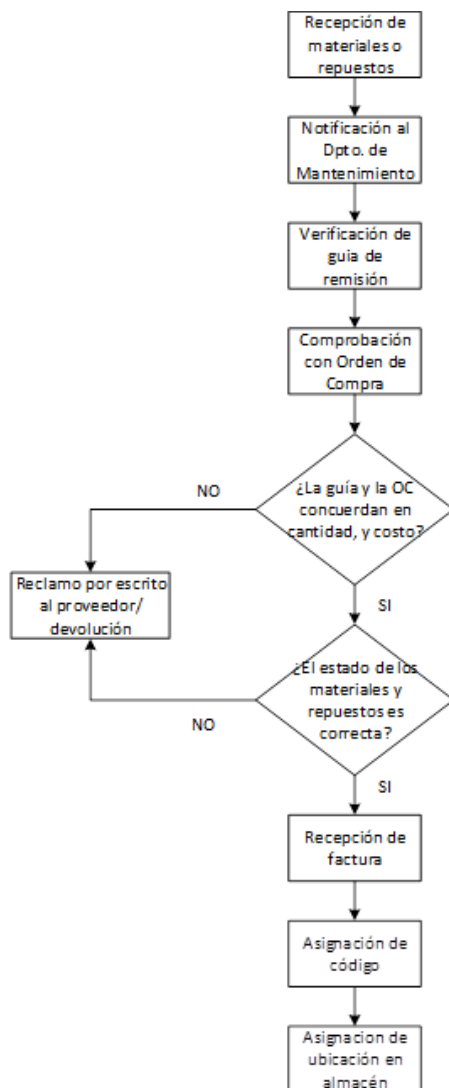 Recepción de
materiales o
repuestos
Notificación al
Dpto. de
Mantenimiento
Verificación de
guia de
remisión
Comprobación
con Orden de
Compra
¿La guía y la OC
concuerdan en
cantidad, y costo?
NO
SI
Reclamo por escrito
al proveedor/
devolución
¿El estado de los
materiales y
repuestos es
correcta?
NO
SI
Recepción de
factura
Asignación de
código
Asignacion de
ubicación en
almacén